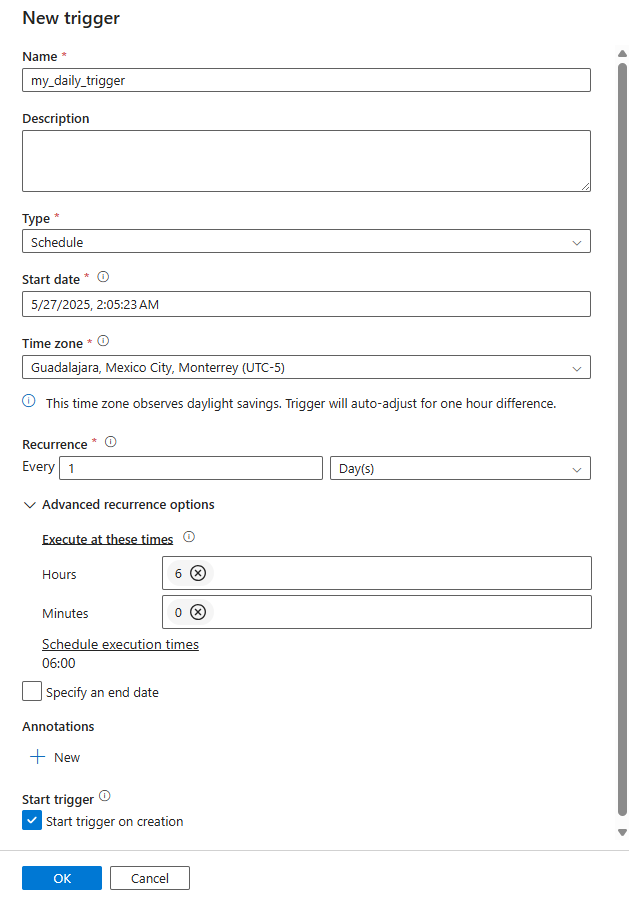 New trigger
Name *
my_daily_trigger
Description
Type *
Schedule
Start date *
5/27/2025, 2:05:23 AM
Time zone *
Guadalajara, Mexico City, Monterrey (UTC-5)
This time zone observes daylight savings. Trigger will auto-adjust for one hour difference.
Recurrence *
Every 1 Day(s)
Advanced recurrence options
Execute at these times
Hours 6
Minutes 0
Schedule execution times
06:00
Specify an end date
Annotations
New
Start trigger
Start trigger on creation
OK Cancel